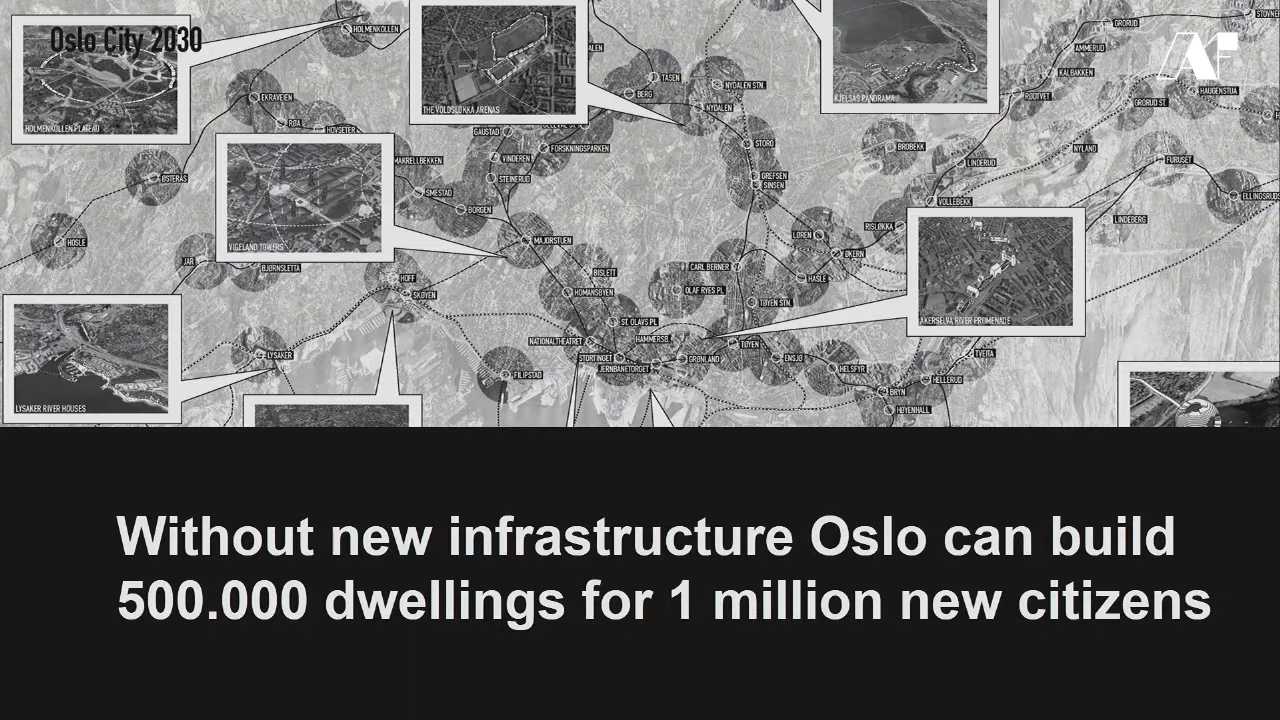 Oslo City 2030
HOLMENKOLLEN PLATEAU
HOLMENKOLLEN
THE VOLDSLØKKA ARENAS
KJELSÅS PANORAMA
GRORUD
AMMERUD
KALBAKKEN
RØDTVET
GRORUD ST.
HAUGENSTUA
TÅSEN
BERG
NYDALEN STN.
NYDALEN
EKRAVEIEN
RØA
HOVSETER
GAUSTAD
FORSKNINGSPARKEN
VINDEREN
STEINERUD
MAKRELLBEKKEN
SMESTAD
BORGEN
STORO
GREFSEN
SINSEN
BROBEKK
LINDERUD
NYLAND
FURUSET
VOLLEBEKK
LINDEBERG
ØSTERÅS
HOSLE
JAR
BJØRNSLETTA
VIGELAND TOWERS
MAJORSTUEN
LØREN
ØKERN
RISLØKKA
HASLE
CARL BERNER
BISLETT
HOMANSBYEN
OLAF RYES PL
TØYEN STN.
HOFF
SKØYEN
ST. OLAVS PL
NATIONALTHEATRET
HAMMERSB.
STORTINGET
JERNBANETORGET
GRØNLAND
TØYEN
ENSJØ
HELSFYR
TVEITA
HELLERUD
BRYN
HØYENHALL
AKERSELVA RIVER PROMENADE
LYSAKER
LYSAKER RIVER HOUSES
FILIPSTAD
Without new infrastructure Oslo can build
500.000 dwellings for 1 million new citizens